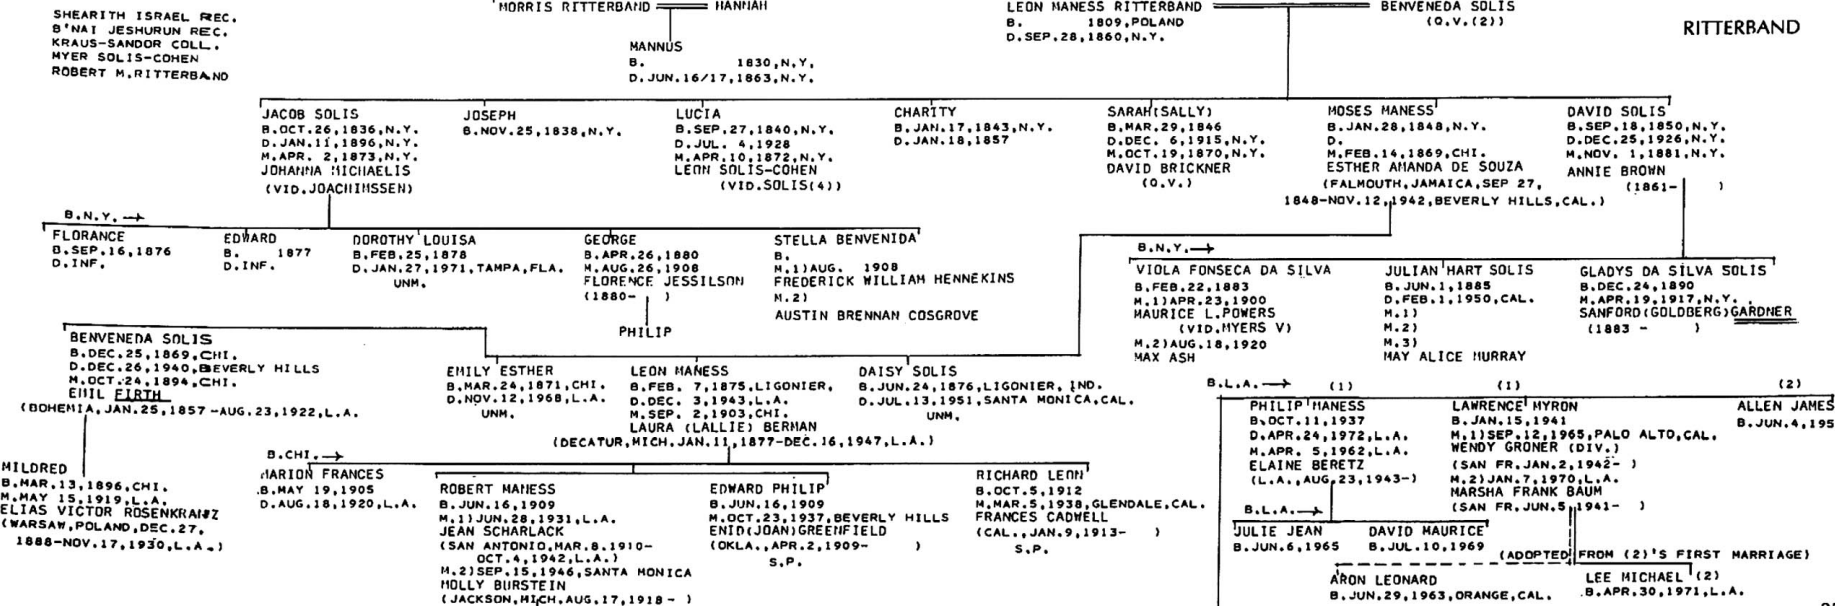 SHEARITH ISRAEL REC.
B'NAI JESHURUN REC.
KRAUS-SANDOR COLL.
MYER SOLIS-COHEN
ROBERT M.RITTERBAND
MORRIS RITTERBAND
HANNAH
LEON MANESS RITTERBAND
B. 1809,POLAND
D.SEP.28,1860,N.Y.
BENVENEDA SOLIS
(Q.V.(2))
RITTERBAND
MANNUS
B. 1830,N.Y.
D.JUN.16/17,1863,N.Y.
JACOB SOLIS
B.OCT.26,1836,N.Y.
D.JAN.11,1896,N.Y.
M.APR. 2,1873,N.Y.
JOHANNA MICHAELIS
(VID.JOACHIMSSEN)
JOSEPH
B.NOV.25,1838,N.Y.
LUCIA
B.SEP.27,1840,N.Y.
D.JUL. 4,1928
M.APR.10,1872,N.Y.
LEON SOLIS-COHEN
(VID.SOLIS(4))
CHARITY
B.JAN.17,1843,N.Y.
D.JAN.18,1857
SARAH(SALLY)
B.MAR.29,1846
D.DEC. 6,1915,N.Y.
M.OCT.19,1870,N.Y.
DAVID BRICKNER
(Q.V.)
MOSES MANESS
B.JAN.28,1848,N.Y.
D.
M.FEB.14,1869,CHI.
ESTHER AMANDA DE SOUZA
(FALMOUTH,JAMAICA,SEP 27,
1848-NOV.12,1942,BEVERLY HILLS,CAL.)
DAVID SOLIS
B.SEP.18,1850,N.Y.
D.DEC.25,1926,N.Y.
M.NOV. 1,1881,N.Y.
ANNIE BROWN
(1861- )
B.N.Y.→
FLORANCE
B.SEP.16,1876
D.INF.
EDWARD
B. 1877
D.INF.
DOROTHY LOUISA
B.FEB.25,1878
D.JAN.27,1971,TAMPA,FLA.
UNM.
GEORGE
B.APR.26,1880
M.AUG.26,1908
FLORENCE JESSILSON
(1880- )
PHILIP
STELLA BENVENIDA
B.
M.1)AUG. 1908
FREDERICK WILLIAM HENNEKINS
M.2)
AUSTIN BRENNAN COSGROVE
B.N.Y.→
VIOLA FONSECA DA SILVA
B.FEB.22,1883
M.1)APR.23,1900
MAURICE L.POWERS
(VID.MYERS V)
M.2)AUG.18,1920
MAX ASH
JULIAN HART SOLIS
B.JUN.1,1885
D.FEB.1,1950,CAL.
M.1)
M.2)
M.3)
MAY ALICE MURRAY
GLADYS DA SILVA SOLIS
B.DEC.24,1890
M.APR.19,1917,N.Y.
SANFORD(GOLDBERG)GARDNER
(1883 - )
BENVENEDA SOLIS
B.DEC.25,1869,CHI.
D.DEC.26,1940,BEVERLY HILLS
M.OCT.24,1894,CHI.
EMIL FIRTH
(BOHEMIA,JAN.25,1857-AUG.23,1922,L.A.
EMILY ESTHER
B.MAR.24,1871,CHI.
D.NOV.12,1968,L.A.
UNM.
LEON MANESS
B.FEB. 7,1875,LIGONIER,
D.DEC. 3,1943,L.A.
M.SEP. 2,1903,CHI.
LAURA (LALLIE) BERMAN
(DECATUR,MICH.JAN.11,1877-DEC.16,1947,L.A.)
DAISY SOLIS
B.JUN.24,1876,LIGONIER, IND.
D.JUL.13,1951,SANTA MONICA,CAL.
UNM.
B.L.A.→
(1)
PHILIP MANESS
B.OCT.11,1937
D.APR.24,1972,L.A.
M.APR. 5,1962,L.A.
ELAINE BERETZ
(L.A.,AUG.23,1943-)
(1)
LAWRENCE MYRON
B.JAN.15,1941
M.1)SEP.12,1965,PALO ALTO,CAL.
WENDY GRONER (DIV.)
(SAN FR.JAN.2,1942- )
M.2)JAN.7,1970,L.A.
MARSHA FRANK BAUM
(SAN FR.JUN.5,1941- )
(2)
ALLEN JAMES
B.JUN.4,195
MILDRED
B.MAR.13,1896,CHI.
M.MAY 15,1919,L.A.
ELIAS VICTOR ROSENKRANZ
(WARSAW,POLAND,DEC.27,
1888-NOV.17,1930,L.A.)
B.CHI.→
MARION FRANCES
B.MAY 19,1905
D.AUG.18,1920,L.A.
ROBERT MANESS
B.JUN.16,1909
M.1)JUN.28,1931,L.A.
JEAN SCHARLACK
(SAN ANTONIO,MAR.8,1910-
OCT.4,1942,L.A.)
M.2)SEP.15,1946,SANTA MONICA
MOLLY BURSTEIN
(JACKSON,MICH,AUG.17,1918- )
EDWARD PHILIP
B.JUN.16,1909
M.OCT.23,1937,BEVERLY HILLS
ENID(JOAN)GREENFIELD
(OKLA.,APR.2,1909- )
S.P.
RICHARD LEON
B.OCT.5,1912
M.MAR.5,1938,GLENDALE,CAL.
FRANCES CADWELL
(CAL.,JAN.9,1913- )
S.P.
B.L.A.→
JULIE JEAN
B.JUN.6,1965
DAVID MAURICE
B.JUL.10,1969
(ADOPTED FROM (2)'S FIRST MARRIAGE)
ARON LEONARD
B.JUN.29,1963,ORANGE,CAL.
LEE MICHAEL (2)
B.APR.30,1971,L.A.